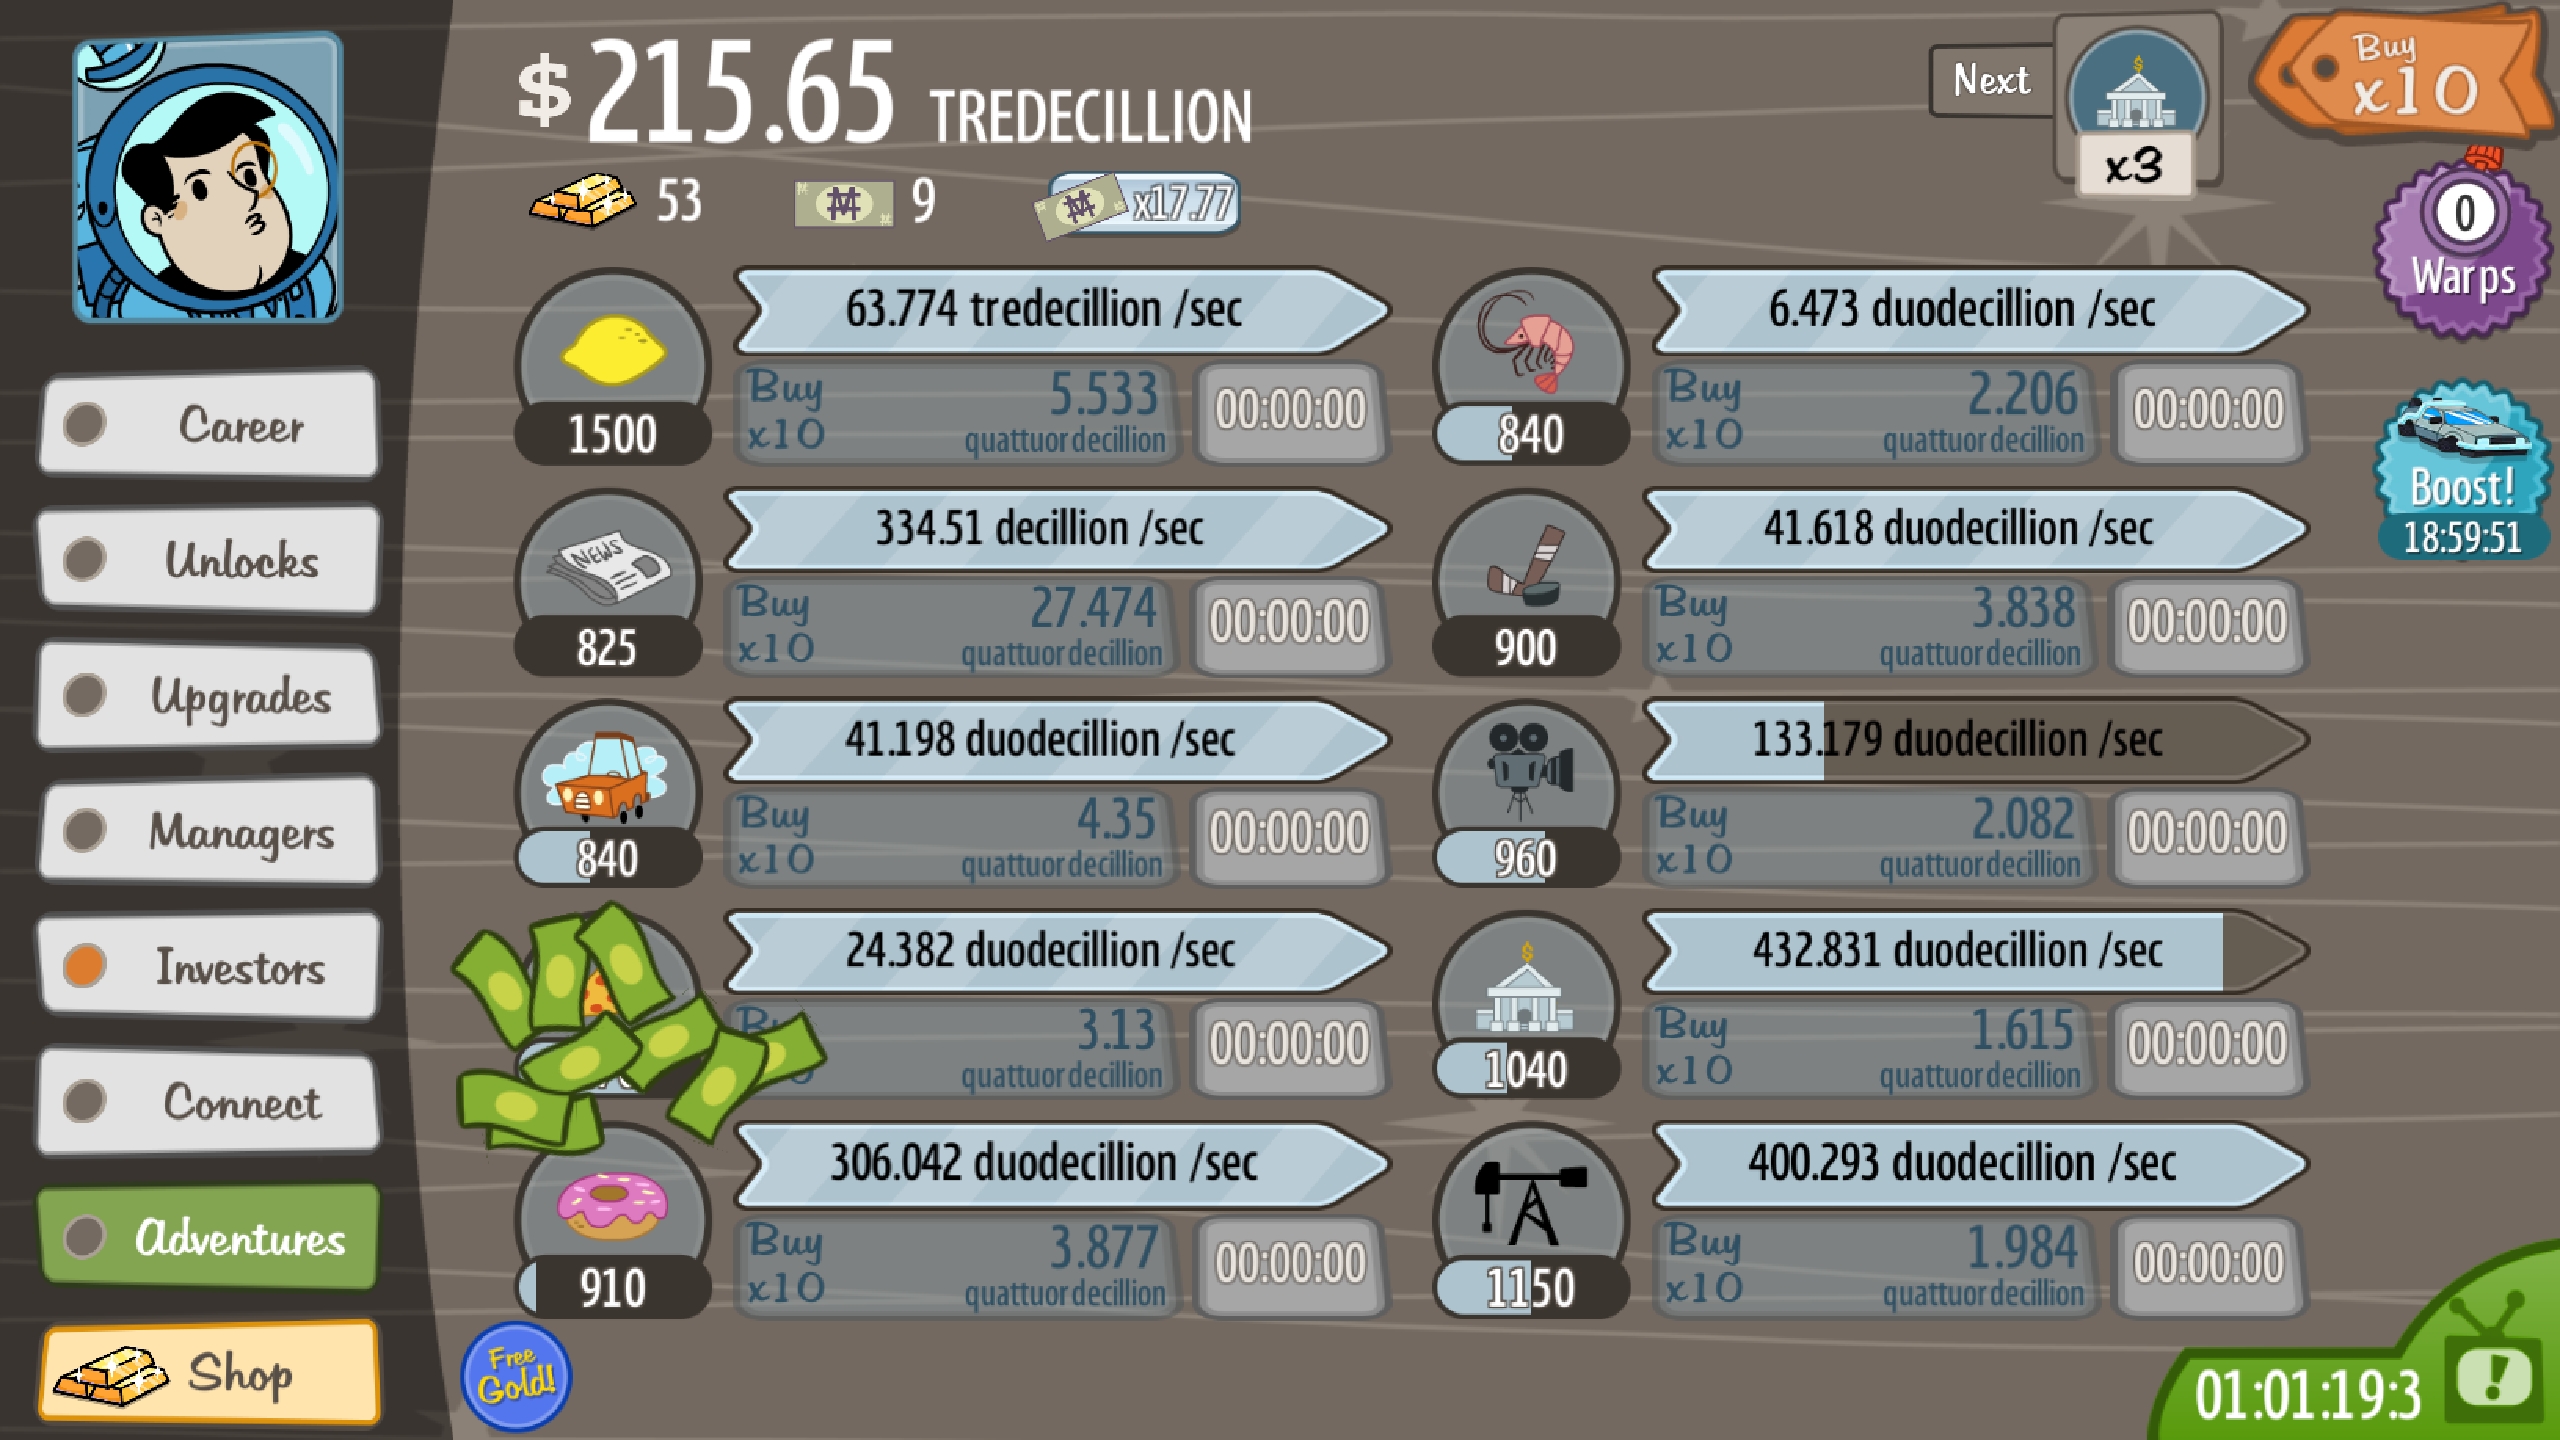 $215.65 TREDECILLION
53
9
x17.77
Next
x3
Buy
x10
0
Warps
Boost!
18:59:51
Career
Unlocks
Upgrades
Managers
Investors
Connect
Adventures
Shop
63.774 tredecillion /sec
1500
Buy
x10
5.533
quattuordecillion
00:00:00
NEWS
334.51 decillion /sec
825
Buy
x10
27.474
quattuordecillion
00:00:00
41.198 duodecillion /sec
840
Buy
x10
4.35
quattuordecillion
00:00:00
24.382 duodecillion /sec
3.13
quattuordecillion
00:00:00
306.042 duodecillion /sec
910
Buy
x10
3.877
quattuordecillion
00:00:00
6.473 duodecillion /sec
840
Buy
x10
2.206
quattuordecillion
00:00:00
41.618 duodecillion /sec
900
Buy
x10
3.838
quattuordecillion
00:00:00
133.179 duodecillion /sec
960
Buy
x10
2.082
quattuordecillion
00:00:00
432.831 duodecillion /sec
1040
Buy
x10
1.615
quattuordecillion
00:00:00
400.293 duodecillion /sec
1150
Buy
x10
1.984
quattuordecillion
00:00:00
Free
Gold!
01:01:19:3